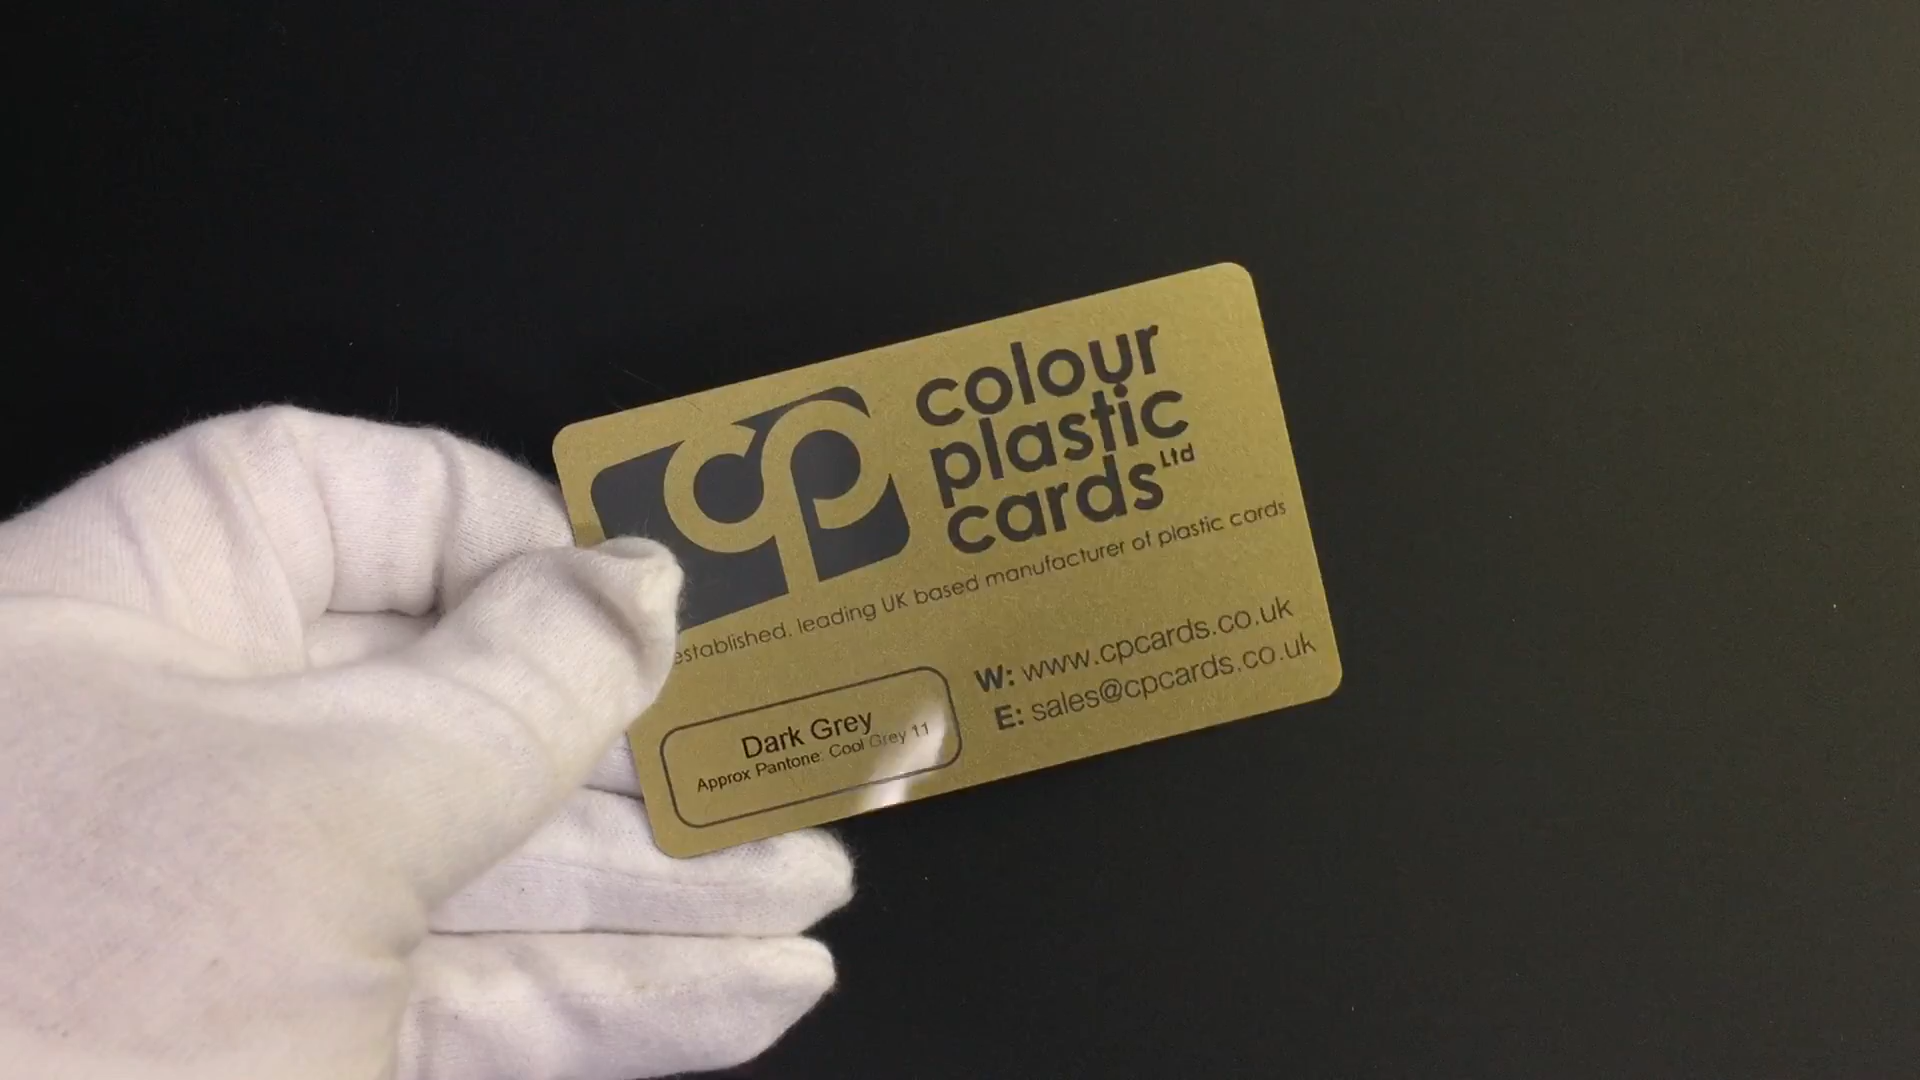 cp
colour
plastic
cards Ltd
established. leading UK based manufacturer of plastic cards
W: www.cpcards.co.uk
E: sales@cpcards.co.uk
Dark Grey
Approx Pantone: Cool Grey 11